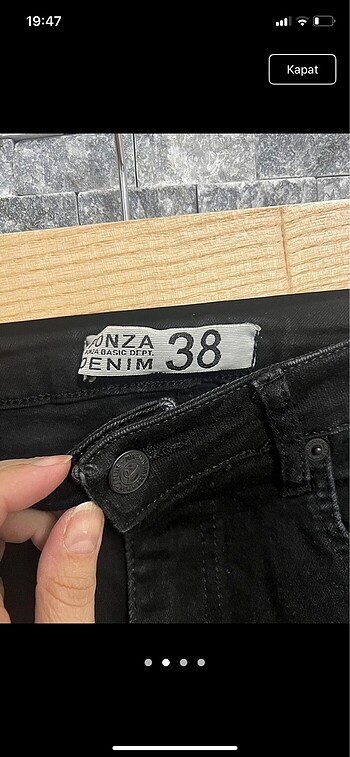 19:47
Kapat
ONZA
BASIC DEPT.
DENIM
38